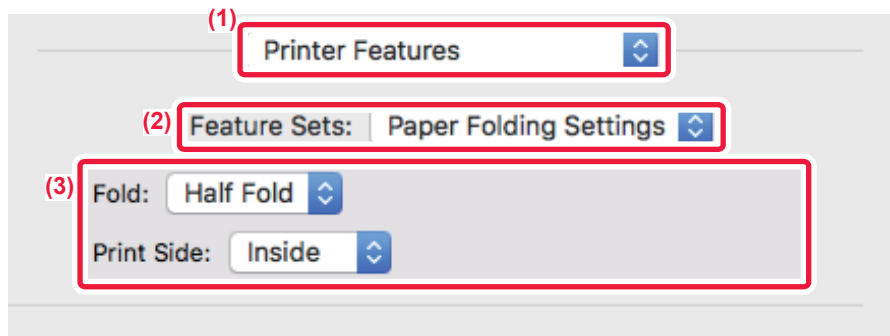 (1)
Printer Features
(2) Feature Sets: Paper Folding Settings
(3)
Fold: Half Fold
Print Side: Inside